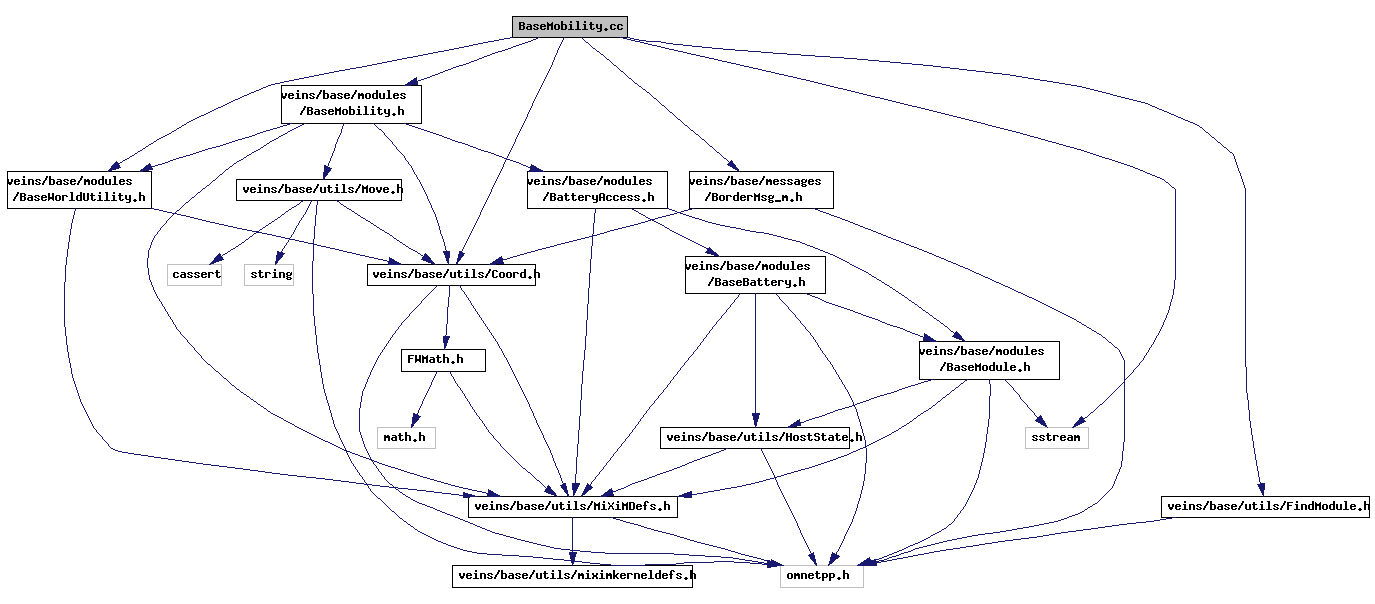 BaseMobility.cc
veins/base/modules
/BaseMobility.h
veins/base/modules
/BaseWorldUtility.h
veins/base/utils/Move.h
veins/base/modules
/BatteryAccess.h
veins/base/messages
/BorderMsg_m.h
cassert
string
veins/base/utils/Coord.h
veins/base/modules
/BaseBattery.h
FWMath.h
veins/base/modules
/BaseModule.h
math.h
veins/base/utils/HostState.h
sstream
veins/base/utils/MiXiMDefs.h
veins/base/utils/FindModule.h
veins/base/utils/miximkerneldefs.h
omnetpp.h